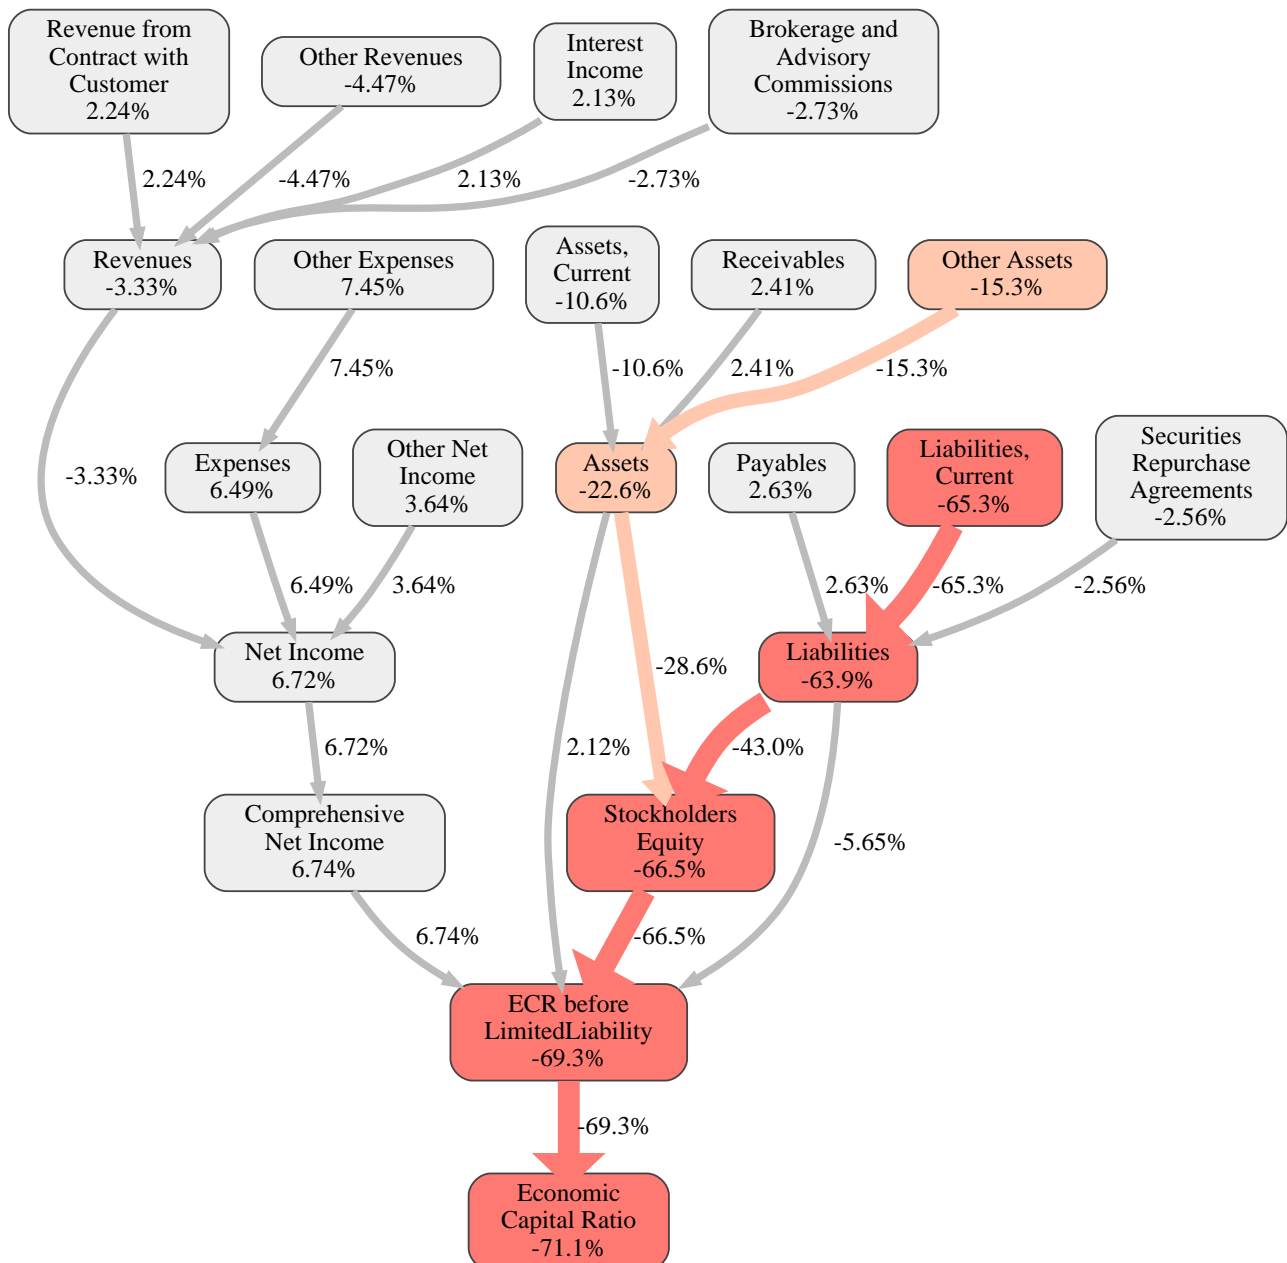 Revenue from
Contract with
Customer
2.24%
Other Revenues
-4.47%
Interest
Income
2.13%
Brokerage and
Advisory
Commissions
-2.73%
2.24%
-4.47%
2.13%
-2.73%
Revenues
-3.33%
Other Expenses
7.45%
Assets,
Current
-10.6%
Receivables
2.41%
Other Assets
-15.3%
7.45%
-10.6%
2.41%
-15.3%
-3.33%
Expenses
6.49%
Other Net
Income
3.64%
Assets
-22.6%
Payables
2.63%
Liabilities,
Current
-65.3%
Securities
Repurchase
Agreements
-2.56%
6.49%
3.64%
2.63%
-65.3%
-2.56%
Net Income
6.72%
-28.6%
Liabilities
-63.9%
6.72%
2.12%
-43.0%
Comprehensive
Net Income
6.74%
Stockholders
Equity
-66.5%
-5.65%
6.74%
-66.5%
ECR before
LimitedLiability
-69.3%
-69.3%
Economic
Capital Ratio
-71.1%